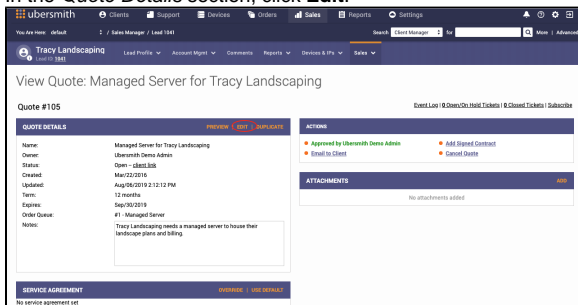 In the Quote Details section, click Edit.
ubersmith Clients Support Devices Orders Sales Reports Settings
You Are Here: default / Sales Manager / Lead 1041 Search Client Manager for More | Advanced
Tracy Landscaping Lead Profile Account Mgmt Comments Reports Devices & IPs Sales
Lead ID: 1041
View Quote: Managed Server for Tracy Landscaping
Quote #105 Event Log | 0 Open/On Hold Tickets | 0 Closed Tickets | Subscribe
QUOTE DETAILS PREVIEW EDIT DUPLICATE ACTIONS
Name: Managed Server for Tracy Landscaping Approved by Ubersmith Demo Admin Add Signed Contract
Owner: Ubersmith Demo Admin Email to Client Cancel Quote
Status: Open – client link
Created: Mar/22/2016
Updated: Aug/06/2019 2:12:12 PM ATTACHMENTS ADD
Term: 12 months
Expires: Sep/30/2019 No attachments added
Order Queue: #1 - Managed Server
Notes: Tracy Landscaping needs a managed server to house their
landscape plans and billing.
SERVICE AGREEMENT OVERRIDE | USE DEFAULT
No service agreement set